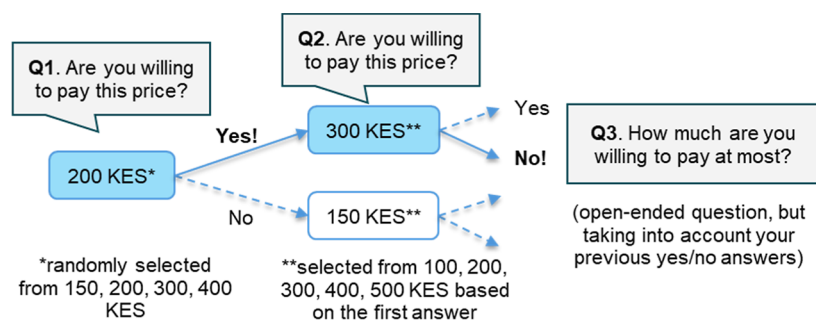 Q1. Are you willing
to pay this price?
Q2. Are you willing
to pay this price?
Q3. How much are you
willing to pay at most?
200 KES*
Yes!
No
300 KES**
150 KES**
Yes
No!
(open-ended question, but
taking into account your
previous yes/no answers)
*randomly selected
from 150, 200, 300, 400
KES
**selected from 100, 200,
300, 400, 500 KES based
on the first answer